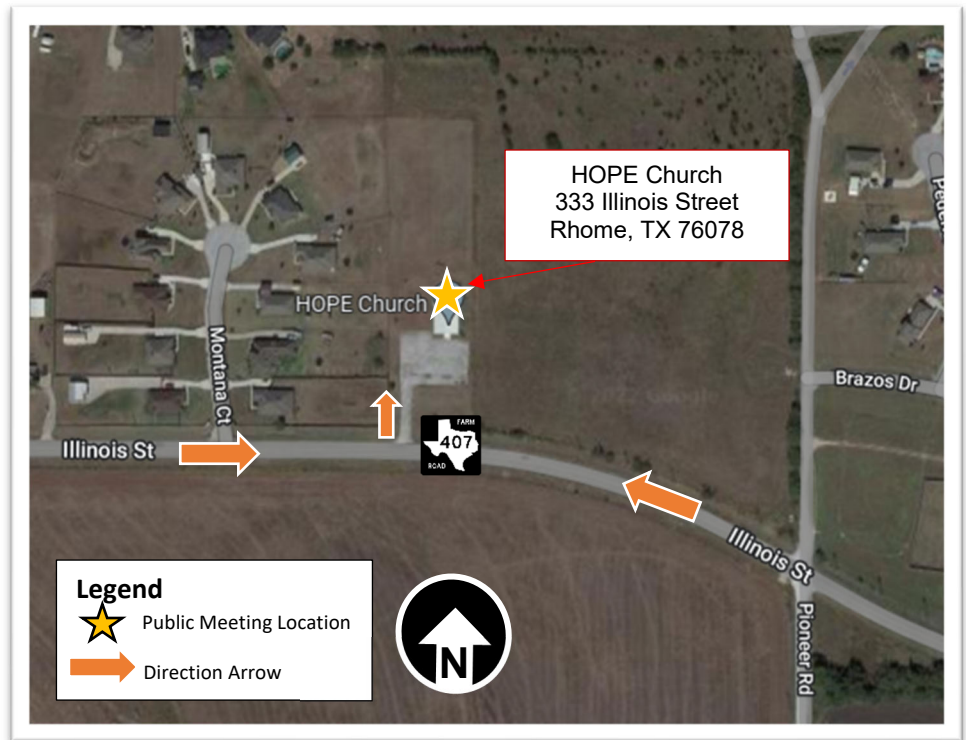 HOPE Church
333 Illinois Street
Rhome, TX 76078
HOPE Church
Montana Ct
Brazos Dr
Illinois St
FARM
407
ROAD
Illinois St
Pioneer Rd
Legend
Public Meeting Location
Direction Arrow
N